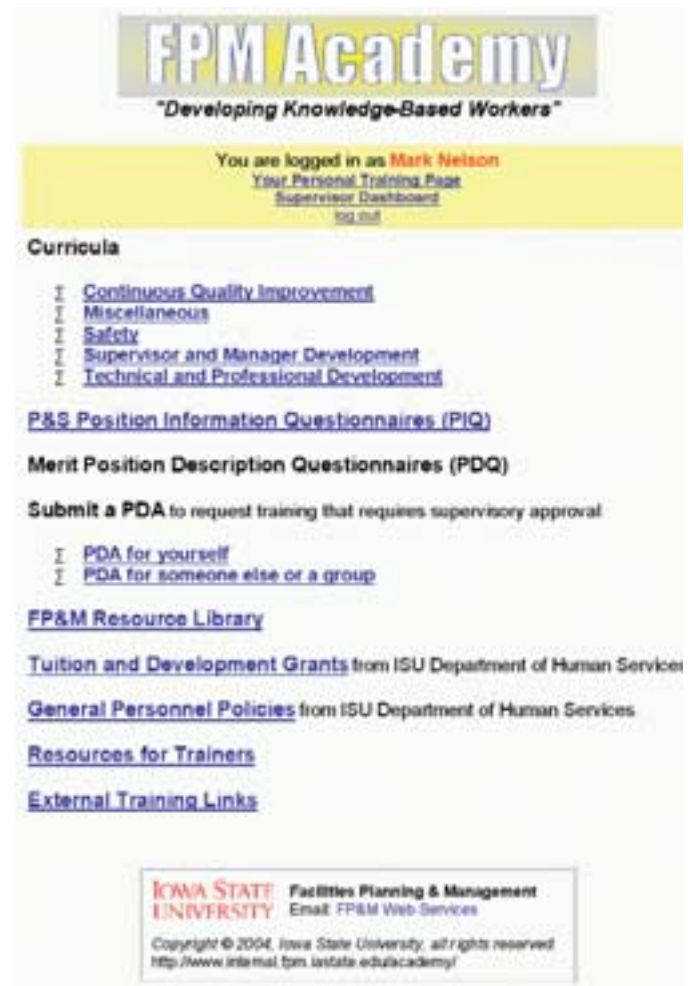 FPM Academy
"Developing Knowledge-Based Workers"
You are logged in as Mark Nelson
Your Personal Training Page
Supervisor Dashboard
log out
Curricula
Σ Continuous Quality Improvement
Σ Miscellaneous
Σ Safety
Σ Supervisor and Manager Development
Σ Technical and Professional Development
P&S Position Information Questionnaires (PIQ)
Merit Position Description Questionnaires (PDQ)
Submit a PDA to request training that requires supervisory approval
Σ PDA for yourself
Σ PDA for someone else or a group
FP&M Resource Library
Tuition and Development Grants from ISU Department of Human Services
General Personnel Policies from ISU Department of Human Services
Resources for Trainers
External Training Links
IOWA STATE UNIVERSITY
Facilities Planning & Management
Email: FP&M Web Services
Copyright © 2004, Iowa State University, all rights reserved
http://www.internal.fpm.iastate.edu/academy/